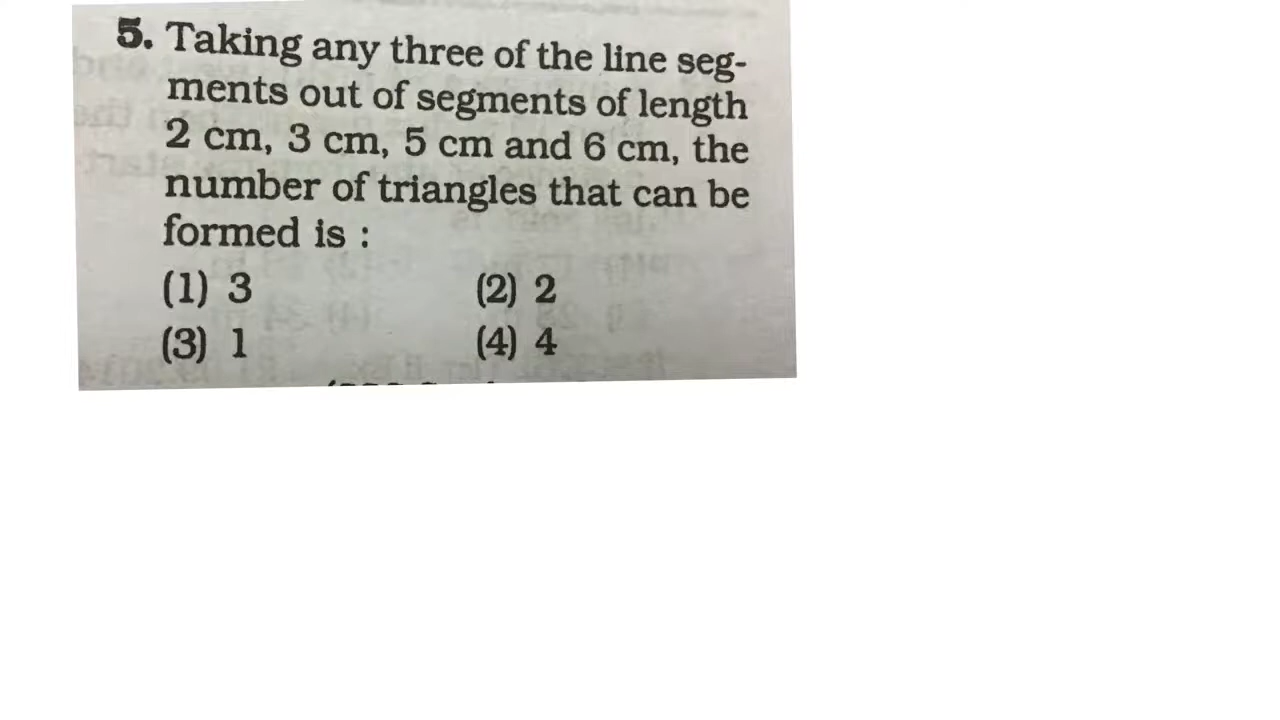 5. Taking any three of the line seg-
ments out of segments of length
2 cm, 3 cm, 5 cm and 6 cm, the
number of triangles that can be
formed is :
(1) 3 (2) 2
(3) 1 (4) 4